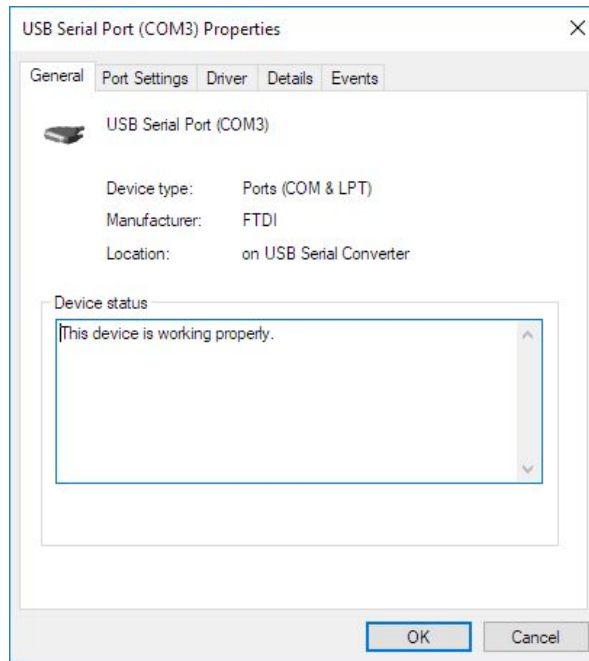 USB Serial Port (COM3) Properties
General Port Settings Driver Details Events
USB Serial Port (COM3)
Device type: Ports (COM & LPT)
Manufacturer: FTDI
Location: on USB Serial Converter
Device status
This device is working properly.
OK Cancel